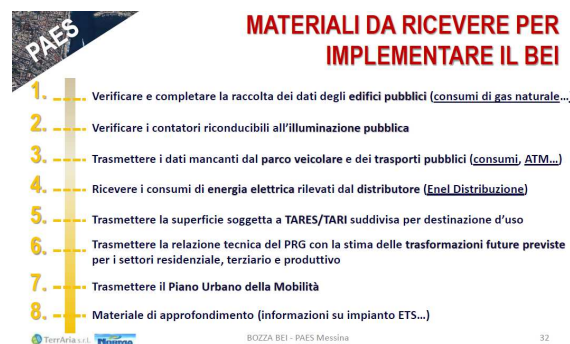 PAES
MATERIALI DA RICEVERE PER
IMPLEMENTARE IL BEI
1. Verificare e completare la raccolta dei dati degli edifici pubblici (consumi di gas naturale…)
2. Verificare i contatori riconducibili all'illuminazione pubblica
3. Trasmettere i dati mancanti dal parco veicolare e dei trasporti pubblici (consumi, ATM…)
4. Ricevere i consumi di energia elettrica rilevati dal distributore (Enel Distribuzione)
5. Trasmettere la superficie soggetta a TARES/TARI suddivisa per destinazione d'uso
6. Trasmettere la relazione tecnica del PRG con la stima delle trasformazioni future previste
per i settori residenziale, terziario e produttivo
7. Trasmettere il Piano Urbano della Mobilità
8. Materiale di approfondimento (informazioni su impianto ETS…)
TerrAria s.r.l.
BOZZA BEI - PAES Messina
32